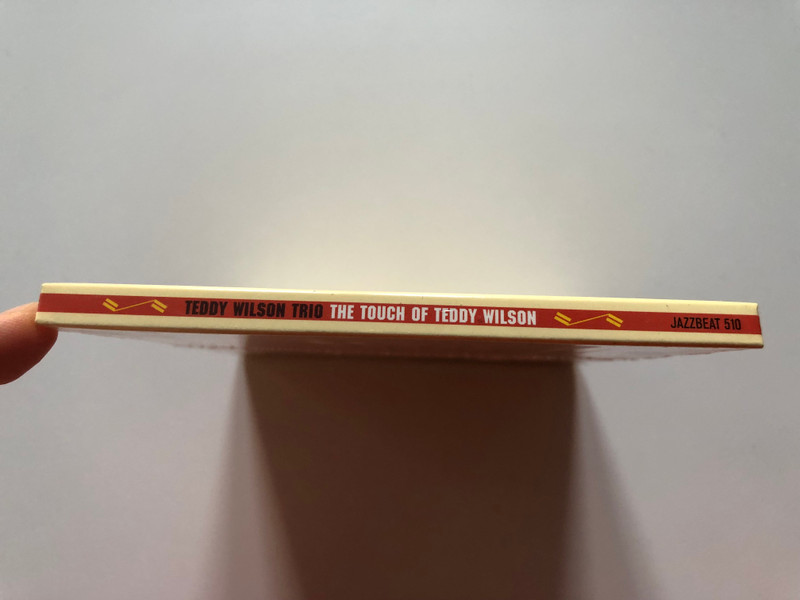 TEDDY WILSON TRIO THE TOUCH OF TEDDY WILSON JAZZBEAT 510